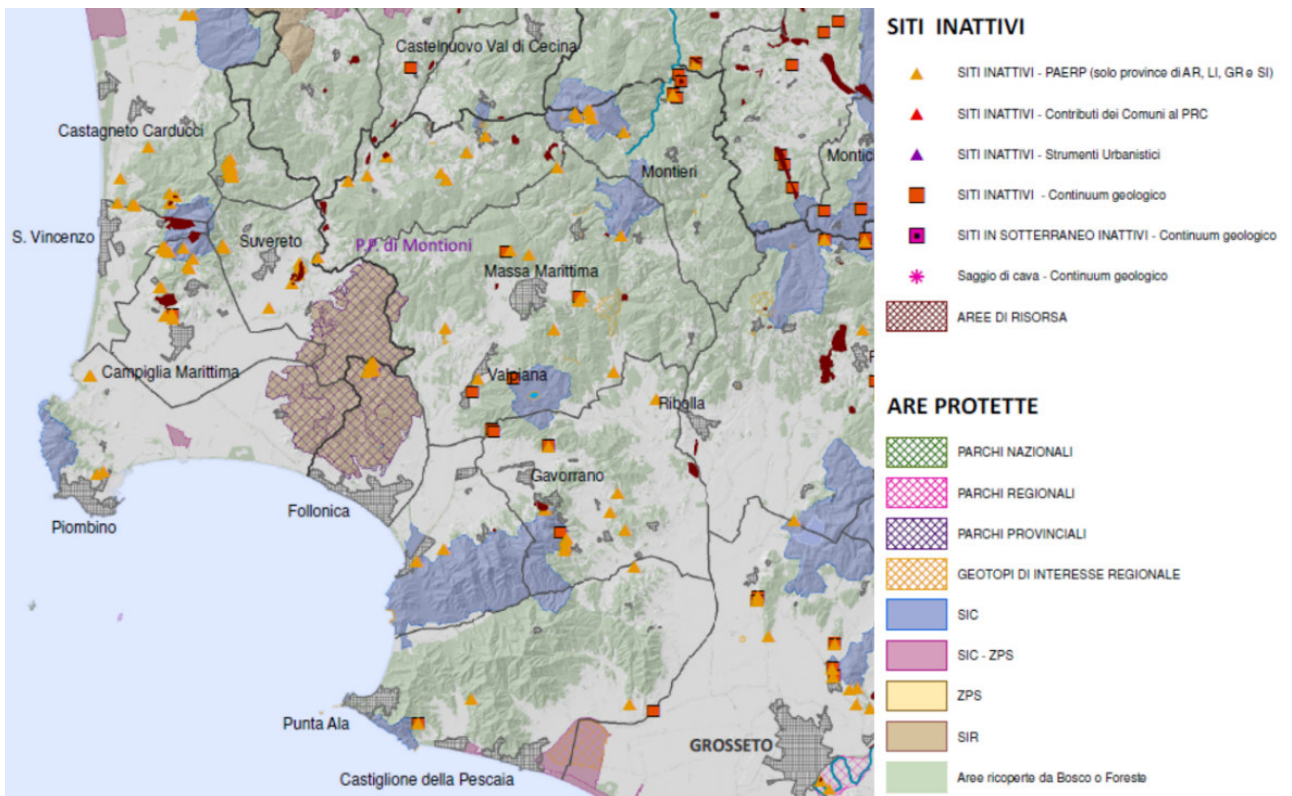 Castelnuovo Val di Cecina
Castagneto Carducci
Montieri
S. Vincenzo
Suvereto
P.P. di Montioni
Massa Marittima
Campiglia Marittima
Valpiana
Ribolla
Gavorrano
Piombino
Follonica
Punta Ala
GROSSETO
Castiglione della Pescaia
SITI INATTIVI
SITI INATTIVI - PAERP (solo province di AR, LI, GR e SI)
SITI INATTIVI - Contributi dei Comuni al PRC
SITI INATTIVI - Strumenti Urbanistici
SITI INATTIVI - Continuum geologico
SITI IN SOTTERRANEO INATTIVI - Continuum geologico
Saggio di cava - Continuum geologico
AREE DI RISORSA
ARE PROTETTE
PARCHI NAZIONALI
PARCHI REGIONALI
PARCHI PROVINCIALI
GEOTOPI DI INTERESSE REGIONALE
SIC
SIC - ZPS
ZPS
SIR
Aree ricoperte da Bosco o Foreste